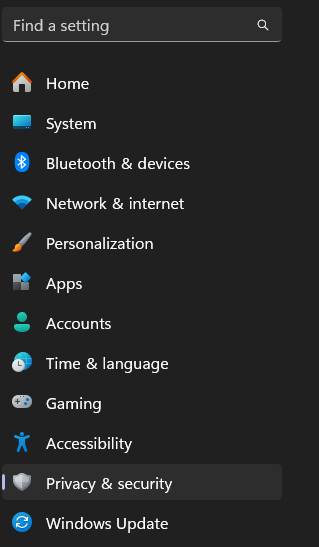 Find a setting
Home
System
Bluetooth & devices
Network & internet
Personalization
Apps
Accounts
Time & language
Gaming
Accessibility
Privacy & security
Windows Update